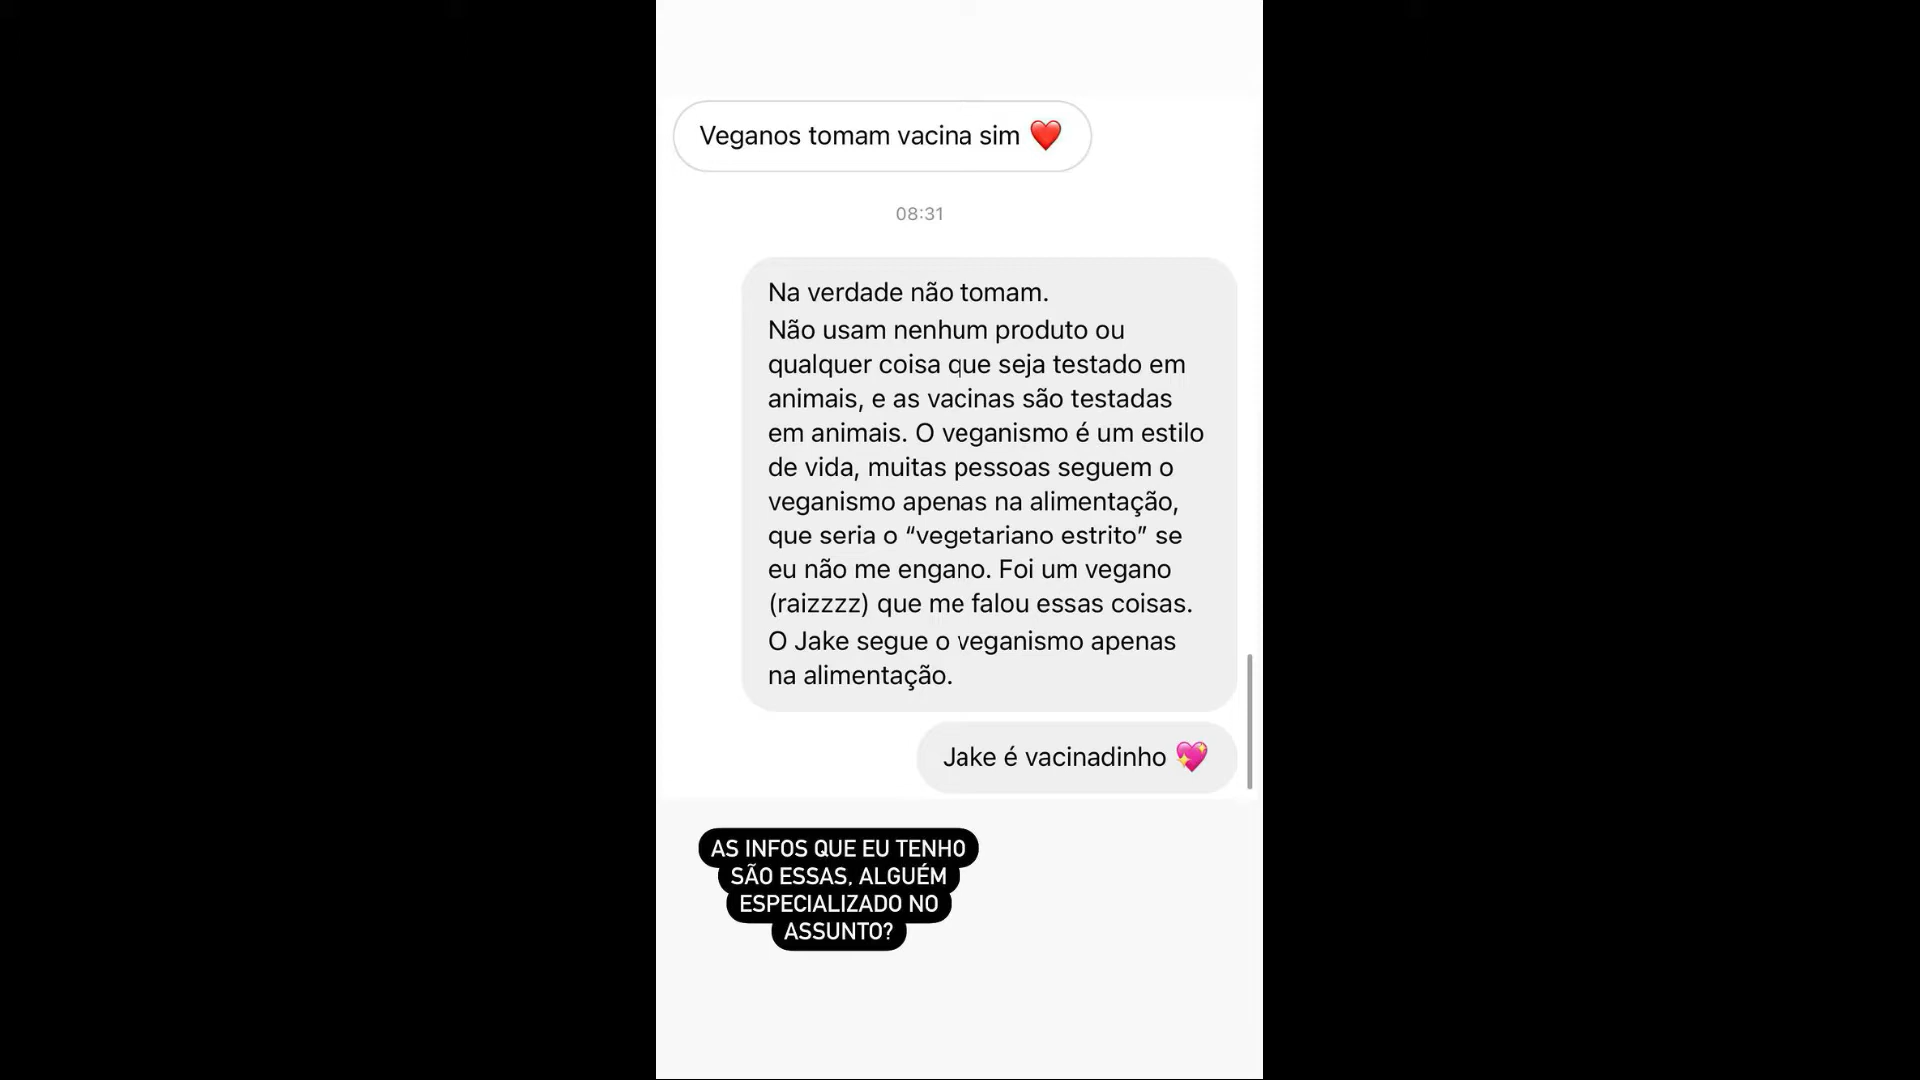 Veganos tomam vacina sim ❤️
08:31
Na verdade não tomam.
Não usam nenhum produto ou
qualquer coisa que seja testado em
animais, e as vacinas são testadas
em animais. O veganismo é um estilo
de vida, muitas pessoas seguem o
veganismo apenas na alimentação,
que seria o “vegetariano estrito” se
eu não me engano. Foi um vegano
(raizzzz) que me falou essas coisas.
O Jake segue o veganismo apenas
na alimentação.
Jake é vacinadinho 💖
AS INFOS QUE EU TENHO
SÃO ESSAS, ALGUÉM
ESPECIALIZADO NO
ASSUNTO?